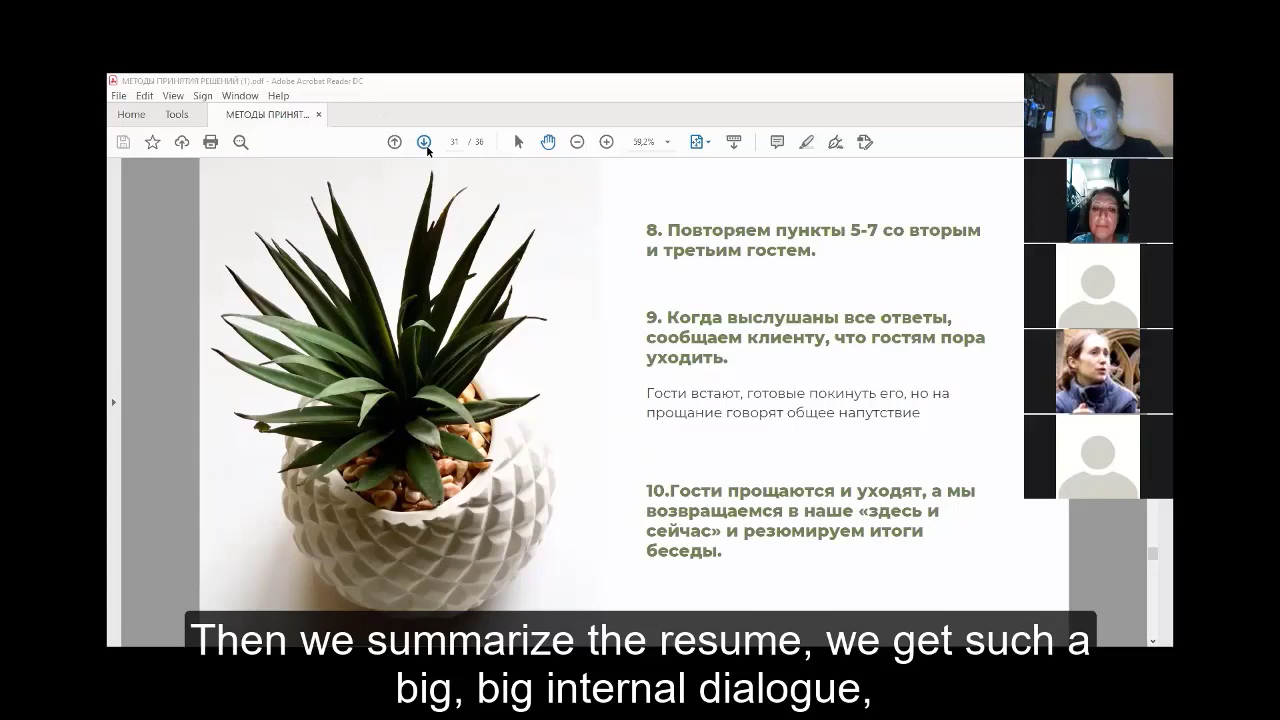 МЕТОДЫ ПРИНЯТИЯ РЕШЕНИЙ (1).pdf - Adobe Acrobat Reader DC
File Edit View Sign Window Help
Home Tools МЕТОДЫ ПРИНЯТ... ×
31 / 36 59,2%
8. Повторяем пункты 5-7 со вторым
и третьим гостем.
9. Когда выслушаны все ответы,
сообщаем клиенту, что гостям пора
уходить.
Гости встают, готовые покинуть его, но на
прощание говорят общее напутствие
10.Гости прощаются и уходят, а мы
возвращаемся в наше «здесь и
сейчас» и резюмируем итоги
беседы.
Then we summarize the resume, we get such a
big, big internal dialogue,